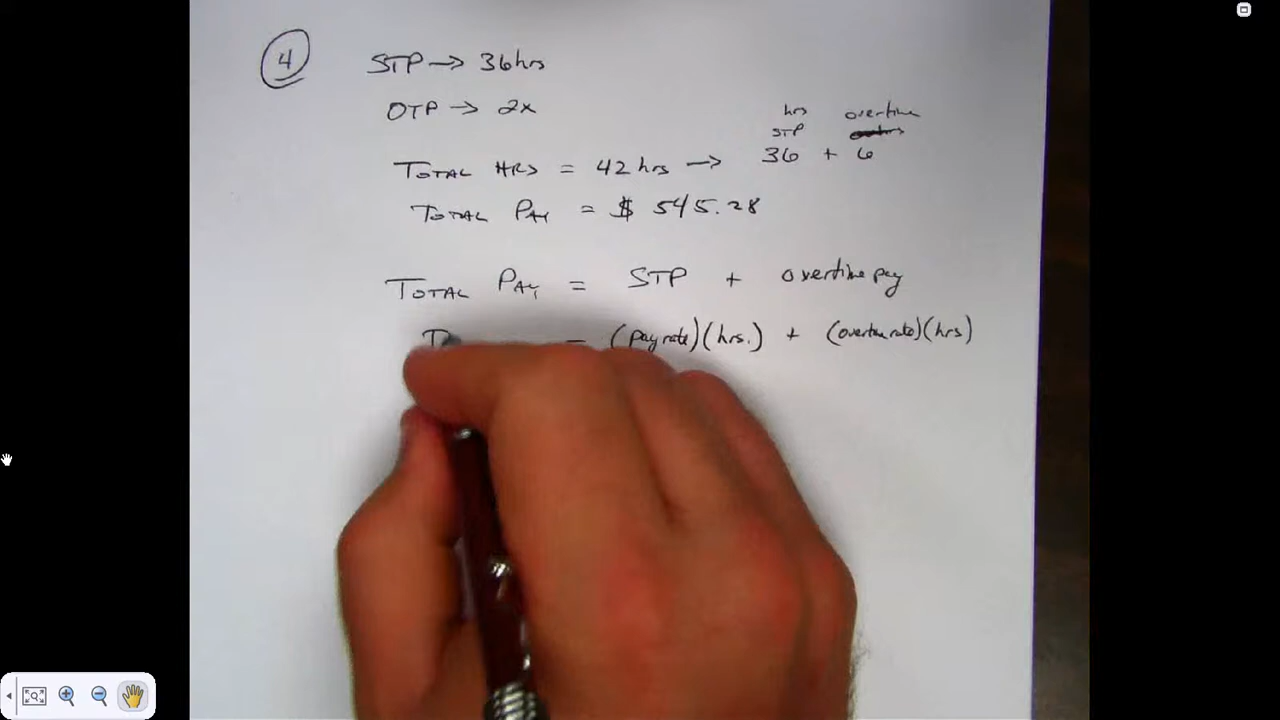 4 STP → 36hrs
OTP → 2x
hrs overtime
STP
TOTAL HRS = 42 hrs → 36 + 6
TOTAL PAY = $ 545.28
TOTAL PAY = STP + overtime pay
= (pay rate)(hrs.) + (overtime rate)(hrs)